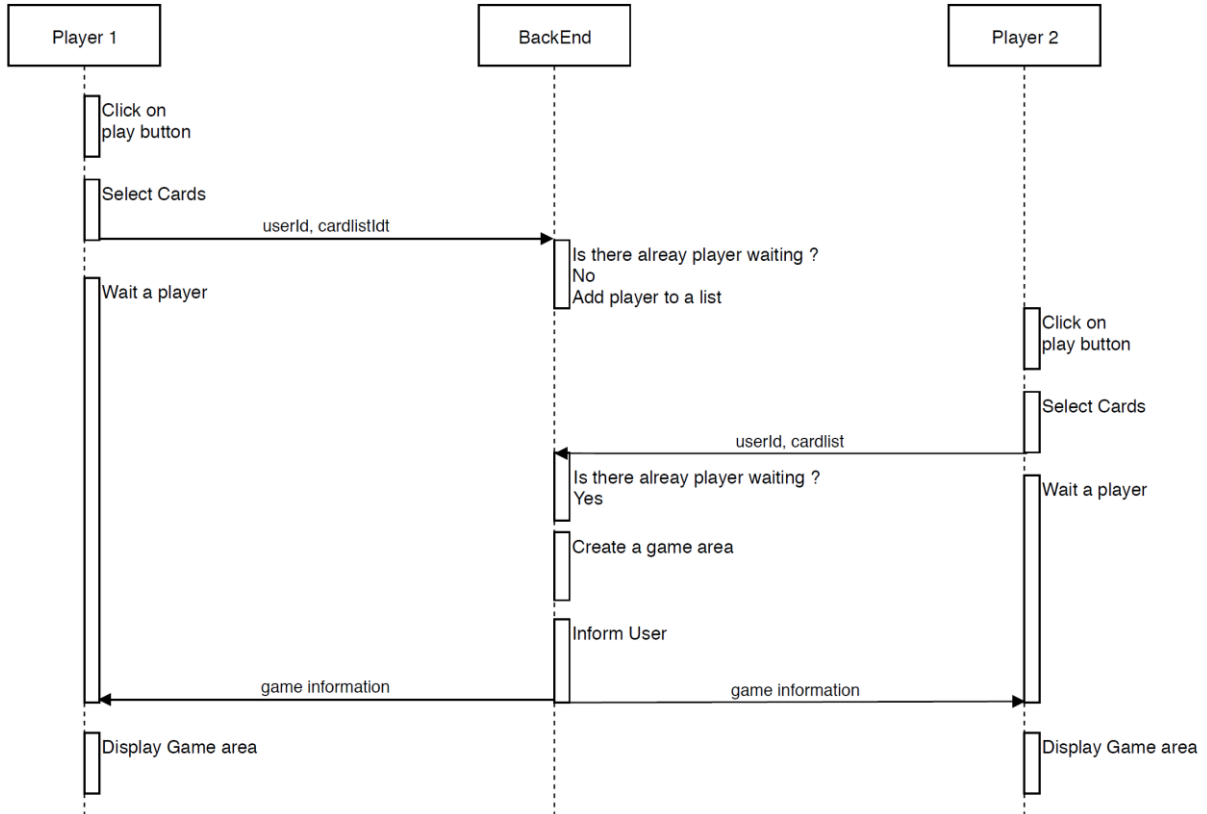 Player 1
BackEnd
Player 2
Click on
play button
Select Cards
userId, cardlistIdt
Is there alreay player waiting ?
No
Add player to a list
Wait a player
Click on
play button
Select Cards
userId, cardlist
Is there alreay player waiting ?
Yes
Wait a player
Create a game area
Inform User
game information
game information
Display Game area
Display Game area